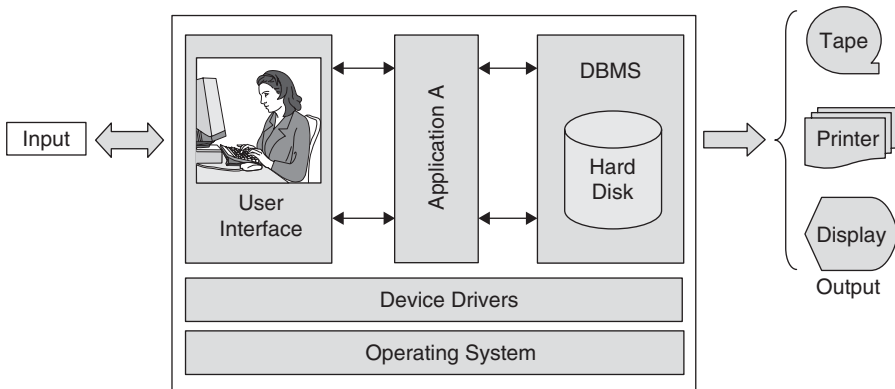 Input
User
Interface
Application A
DBMS
Hard
Disk
Device Drivers
Operating System
Tape
Printer
Display
Output